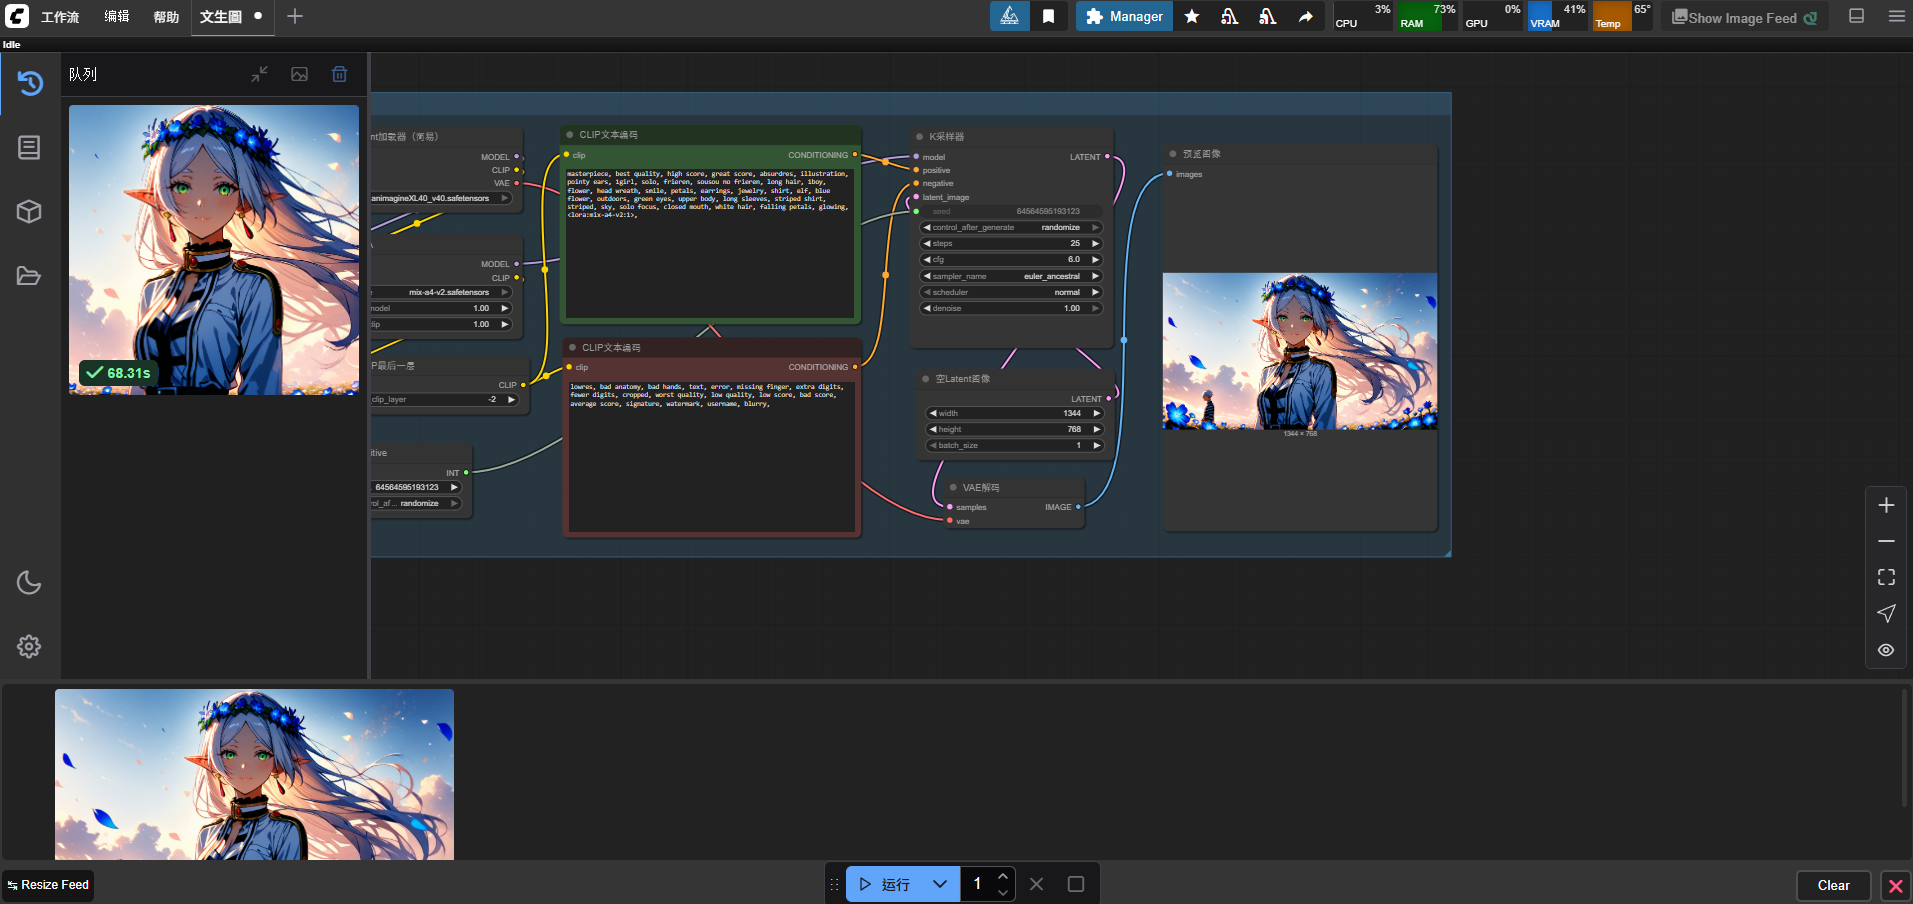 工作流
编辑
帮助
文生圖
Manager
CPU
3%
RAM
73%
GPU
0%
VRAM
41%
Temp
65°
Show Image Feed
Idle
队列
68.31s
nt加载器（简易）
MODEL
CLIP
VAE
animagineXL40_v40.safetensors
MODEL
CLIP
mix-a4-v2.safetensors
model
1.00
clip
1.00
P最后一层
CLIP
clip_layer
-2
itive
INT
64564595193123
rol_af...
randomize
CLIP文本编码
clip
CONDITIONING
masterpiece, best quality, high score, great score, absurdres, illustration,
pointy ears, 1girl, solo, frieren, sousou no frieren, long hair, 1boy,
flower, head wreath, smile, petals, earrings, jewelry, shirt, elf, blue
flower, outdoors, green eyes, upper body, long sleeves, striped shirt,
striped, sky, solo focus, closed mouth, white hair, falling petals, glowing,
<lora:mix-a4-v2:1>,
CLIP文本编码
clip
CONDITIONING
lowres, bad anatomy, bad hands, text, error, missing finger, extra digits,
fewer digits, cropped, worst quality, low quality, low score, bad score,
average score, signature, watermark, username, blurry,
K采样器
model
LATENT
positive
negative
latent_image
seed
64564595193123
control_after_generate
randomize
steps
25
cfg
6.0
sampler_name
euler_ancestral
scheduler
normal
denoise
1.00
空Latent图像
LATENT
width
1344
height
768
batch_size
1
VAE解码
samples
IMAGE
vae
预览图像
images
1344 × 768
Resize Feed
运行
1
Clear